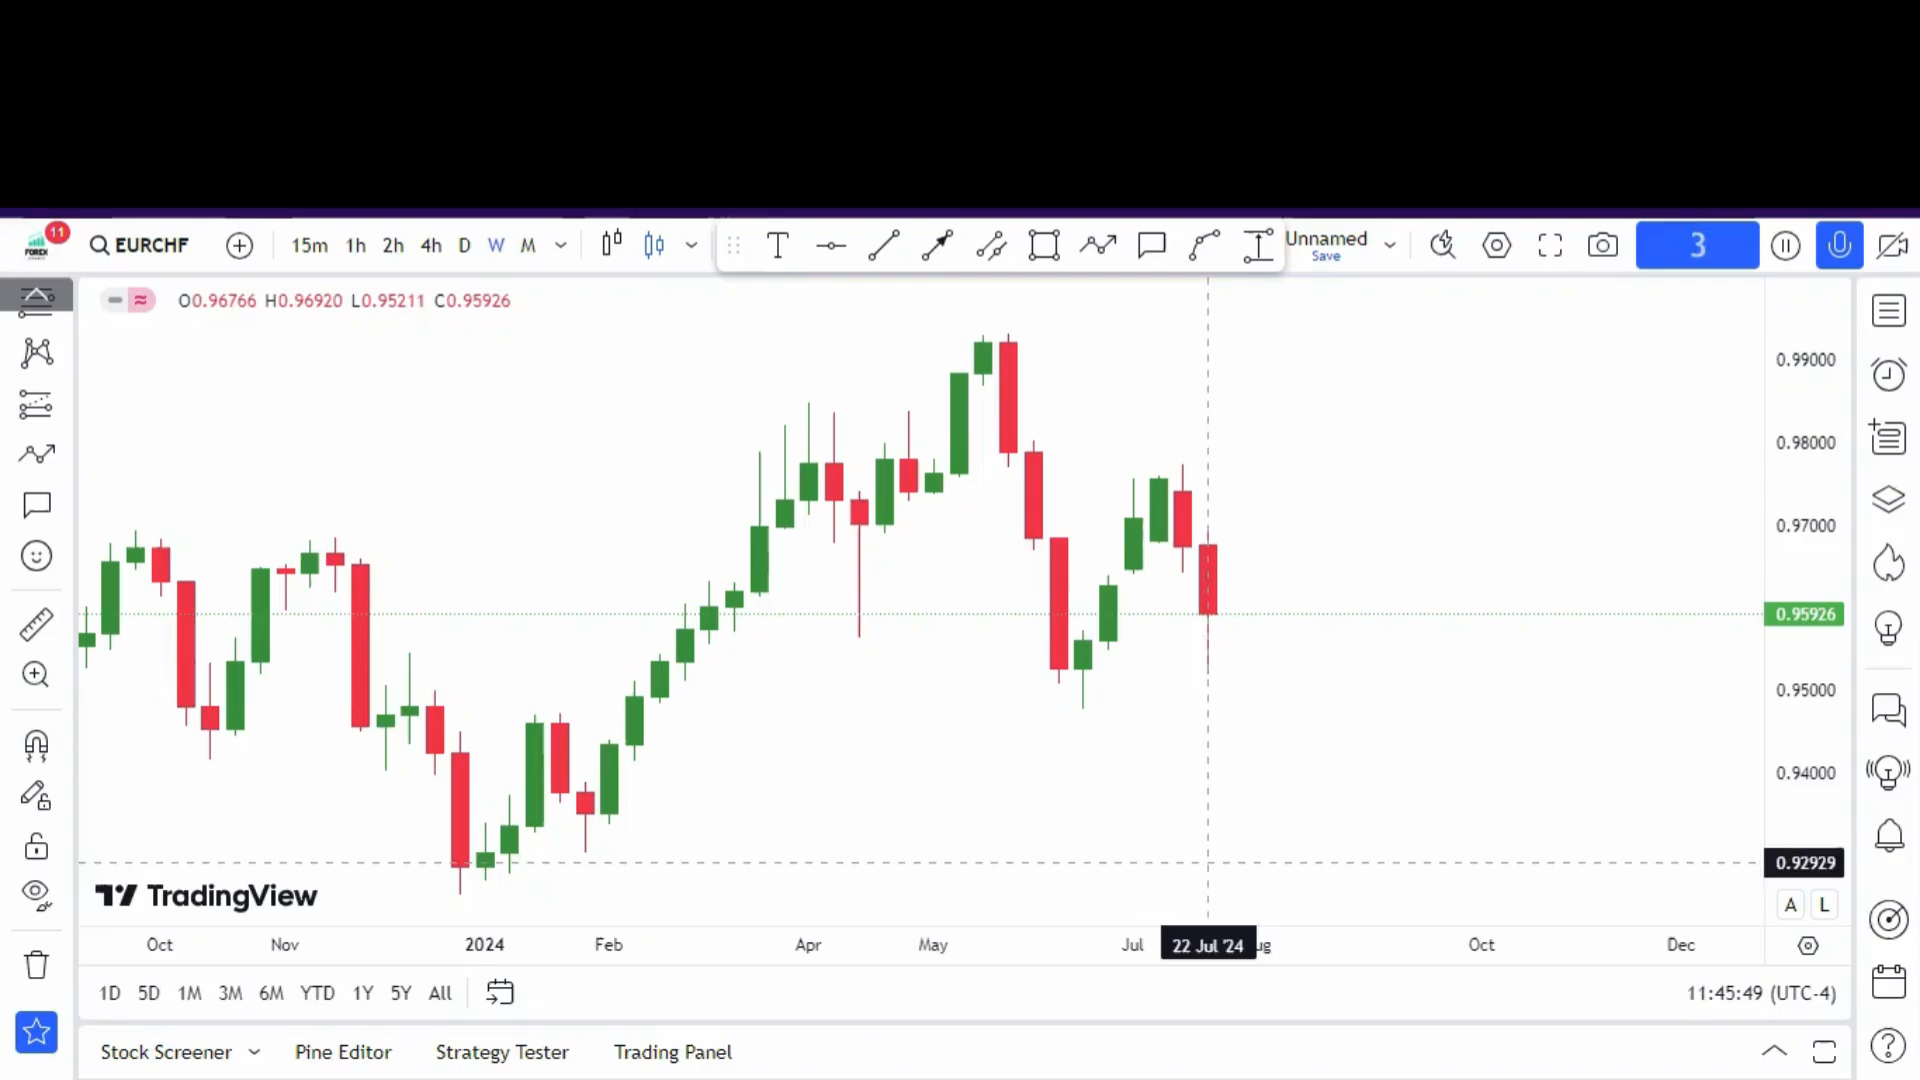 11
FOREX
EURCHF
15m 1h 2h 4h D W M
T
Unnamed
Save
3
O0.96766 H0.96920 L0.95211 C0.95926
0.99000
0.98000
0.97000
0.95926
0.95000
0.94000
0.92929
A L
TradingView
Oct Nov 2024 Feb Apr May Jul 22 Jul '24 ug Oct Dec
1D 5D 1M 3M 6M YTD 1Y 5Y All
11:45:49 (UTC-4)
Stock Screener Pine Editor Strategy Tester Trading Panel